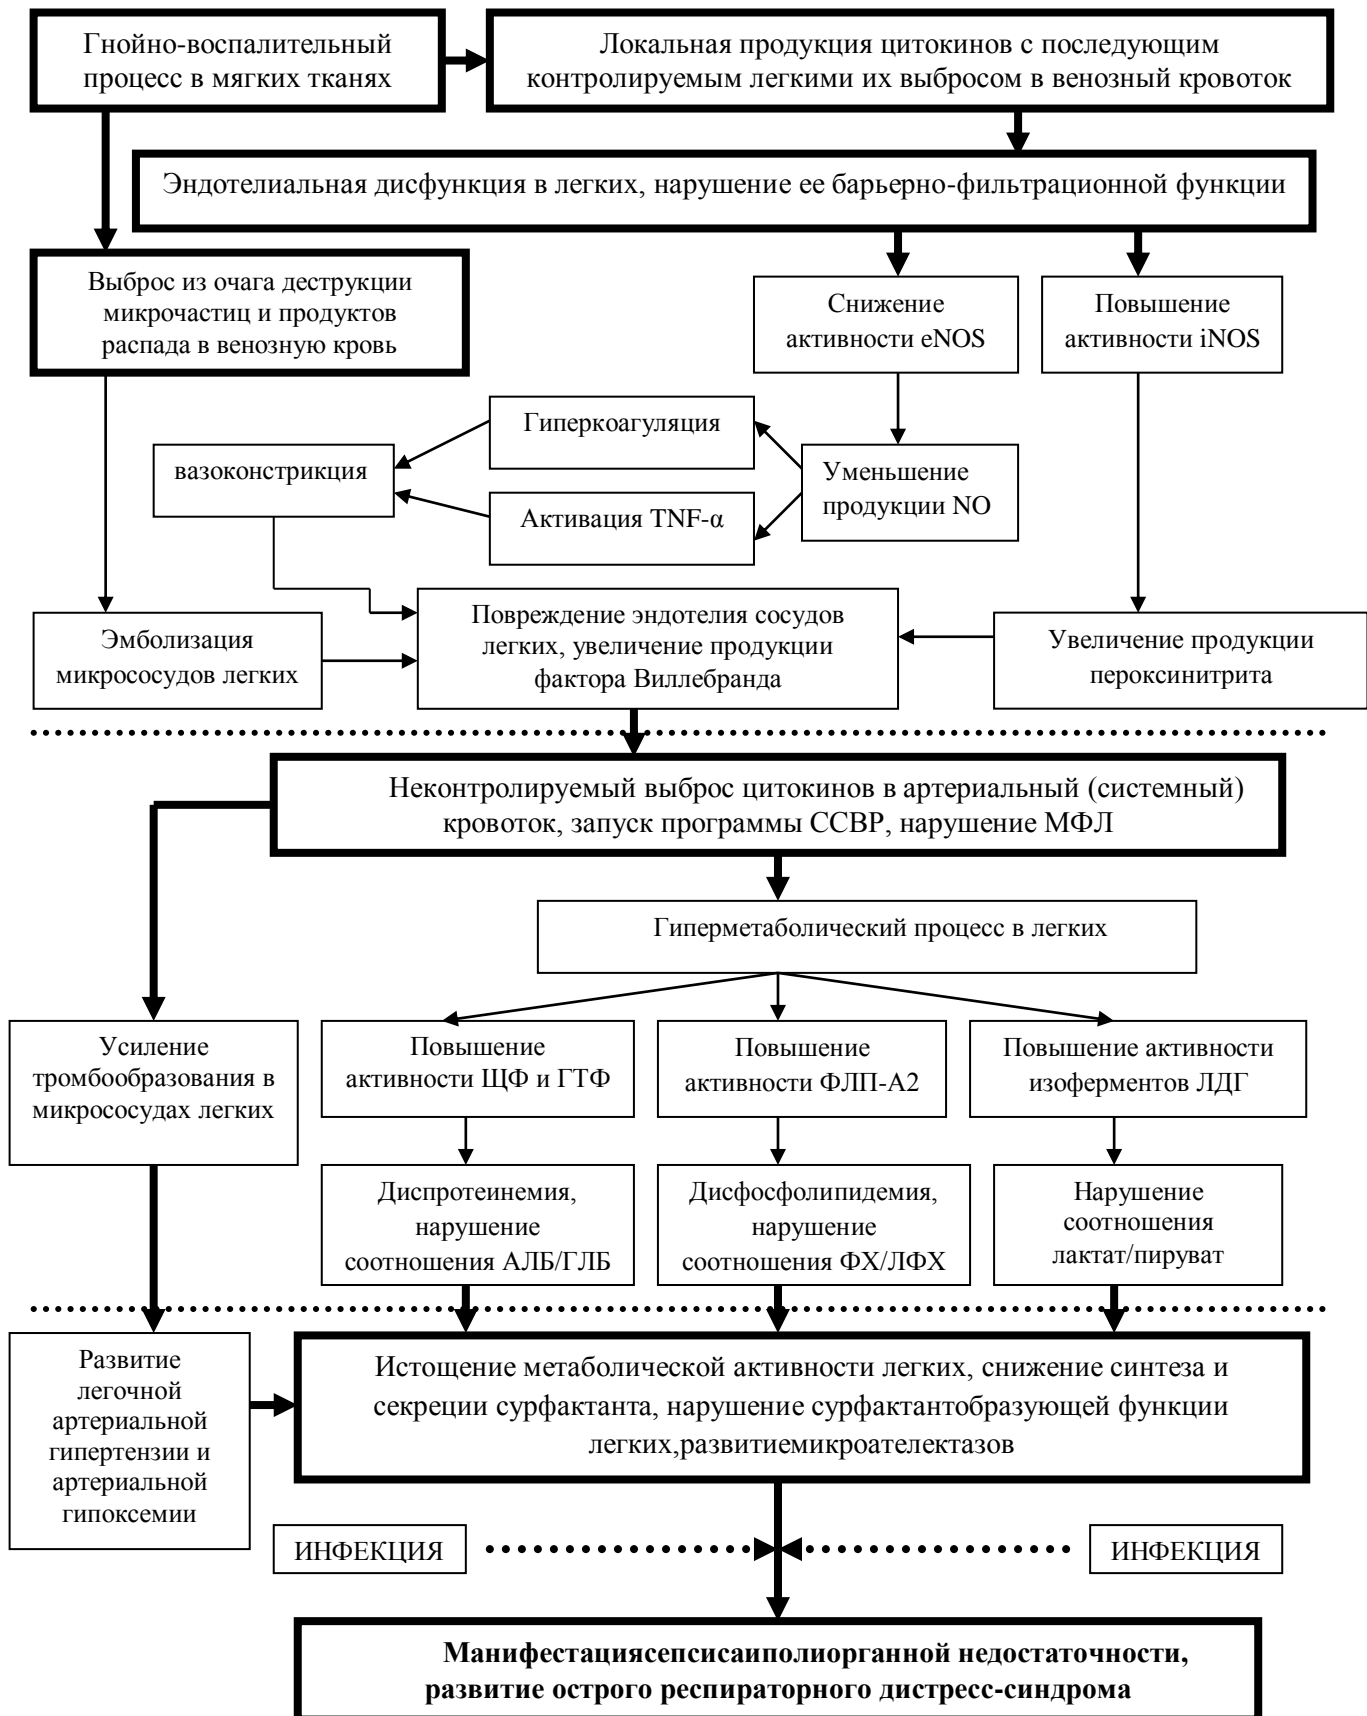 Гнойно-воспалительный
процесс в мягких тканях
Локальная продукция цитокинов с последующим
контролируемым легкими их выбросом в венозный кровоток
Эндотелиальная дисфункция в легких, нарушение ее барьерно-фильтрационной функции
Выброс из очага деструкции
микрочастиц и продуктов
распада в венозную кровь
Снижение
активности eNOS
Повышение
активности iNOS
Гиперкоагуляция
вазоконстрикция
Уменьшение
продукции NO
Активация TNF-α
Эмболизация
микрососудов легких
Повреждение эндотелия сосудов
легких, увеличение продукции
фактора Виллебранда
Увеличение продукции
пероксинитрита
Неконтролируемый выброс цитокинов в артериальный (системный)
кровоток, запуск программы ССВР, нарушение МФЛ
Гиперметаболический процесс в легких
Усиление
тромбообразования в
микрососудах легких
Повышение
активности ЩФ и ГТФ
Повышение
активности ФЛП-А2
Повышение активности
изоферментов ЛДГ
Диспротеинемия,
нарушение
соотношения АЛБ/ГЛБ
Дисфосфолипидемия,
нарушение
соотношения ФХ/ЛФХ
Нарушение
соотношения
лактат/пируват
Развитие
легочной
артериальной
гипертензии и
артериальной
гипоксемии
Истощение метаболической активности легких, снижение синтеза и
секреции сурфактанта, нарушение сурфактантобразующей функции
легких,развитиемикроателектазов
ИНФЕКЦИЯ
ИНФЕКЦИЯ
Манифестациясепсисаиполиорганной недостаточности,
развитие острого респираторного дистресс-синдрома